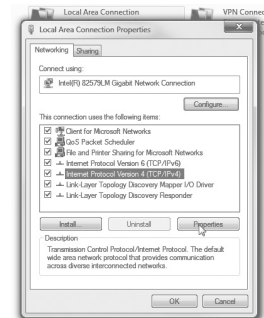 Local Area Connection
VPN Connec
Local Area Connection Properties
Networking Sharing
Connect using:
Intel(R) 82579LM Gigabit Network Connection
Configure...
This connection uses the following items:
Client for Microsoft Networks
QoS Packet Scheduler
File and Printer Sharing for Microsoft Networks
Internet Protocol Version 6 (TCP/IPv6)
Internet Protocol Version 4 (TCP/IPv4)
Link-Layer Topology Discovery Mapper I/O Driver
Link-Layer Topology Discovery Responder
Install... Uninstall Properties
Description
Transmission Control Protocol/Internet Protocol. The default
wide area network protocol that provides communication
across diverse interconnected networks.
OK Cancel